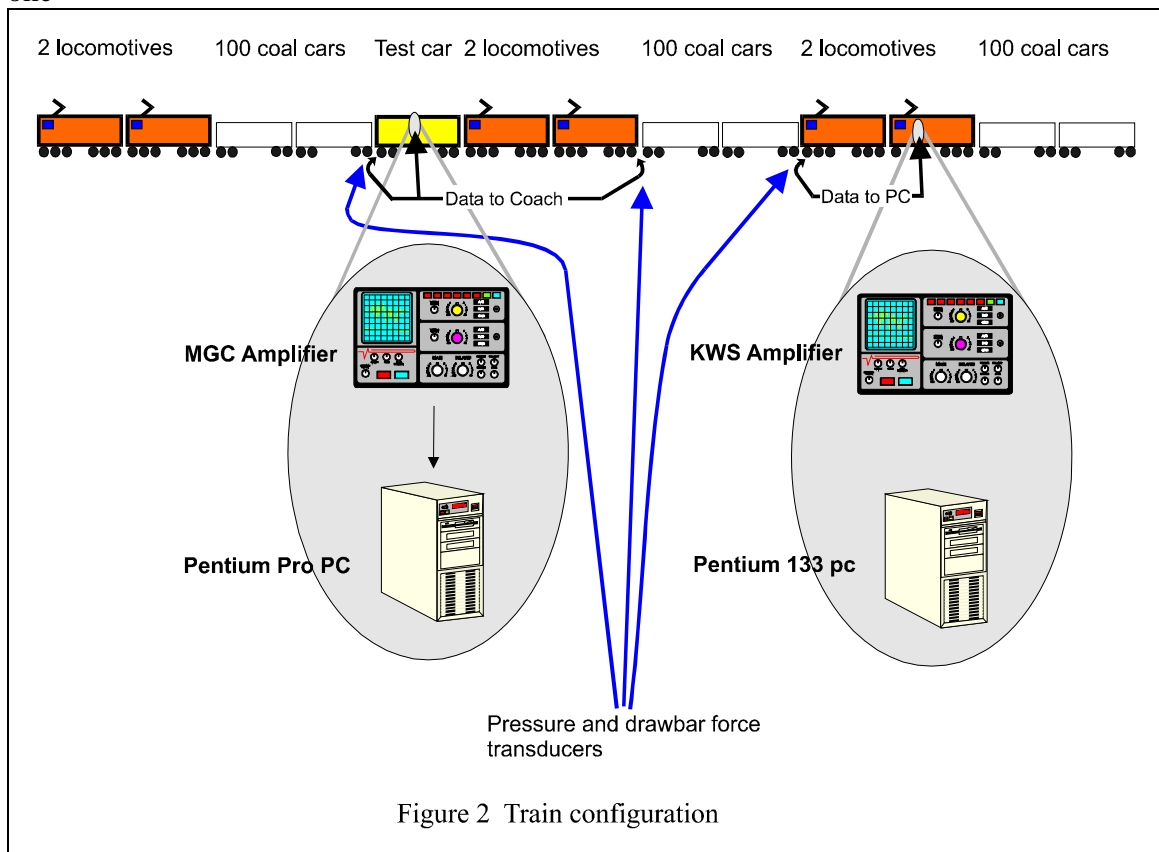 one
2 locomotives 100 coal cars Test car 2 locomotives 100 coal cars 2 locomotives 100 coal cars
Data to Coach Data to PC
MGC Amplifier KWS Amplifier
Pentium Pro PC Pentium 133 pc
Pressure and drawbar force
transducers
Figure 2 Train configuration